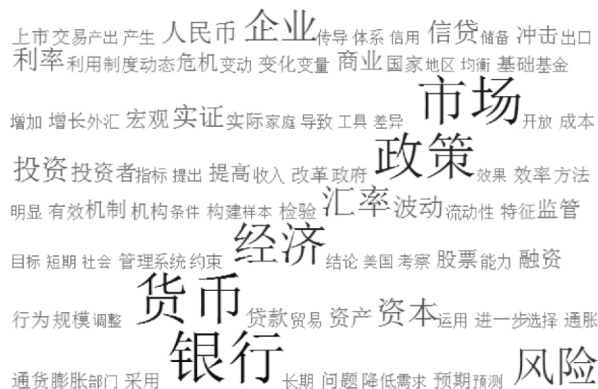 上市 交易 产出 产生 人民币 企业 传导 体系 信用 信贷 储备 冲击 出口
利率 利用 制度 动态 危机 变动 变化 变量 商业 国家 地区 均衡 基础 基金
增加 增长 外汇 宏观 实证 实际 家庭 导致 工具 差异 市场 开放 成本
投资 投资者 指标 提出 提高 收入 改革 政府 政策 效果 效率 方法
明显 有效 机制 机构 条件 构建 样本 检验 汇率 波动 流动性 特征 监管
目标 短期 社会 管理 系统 约束 经济 结论 美国 考察 股票 能力 融资
行为 规模 调整 货币 贷款 贸易 资产 资本 运用 进一步 选择 通胀
通货膨胀 部门 采用 银行 长期 问题 降低 需求 预期 预测 风险